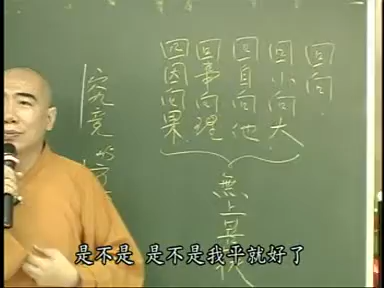 回向
回小向大
回自向他
回事向理
回因向果
無上菩提
究竟
是不是 是不是我平就好了